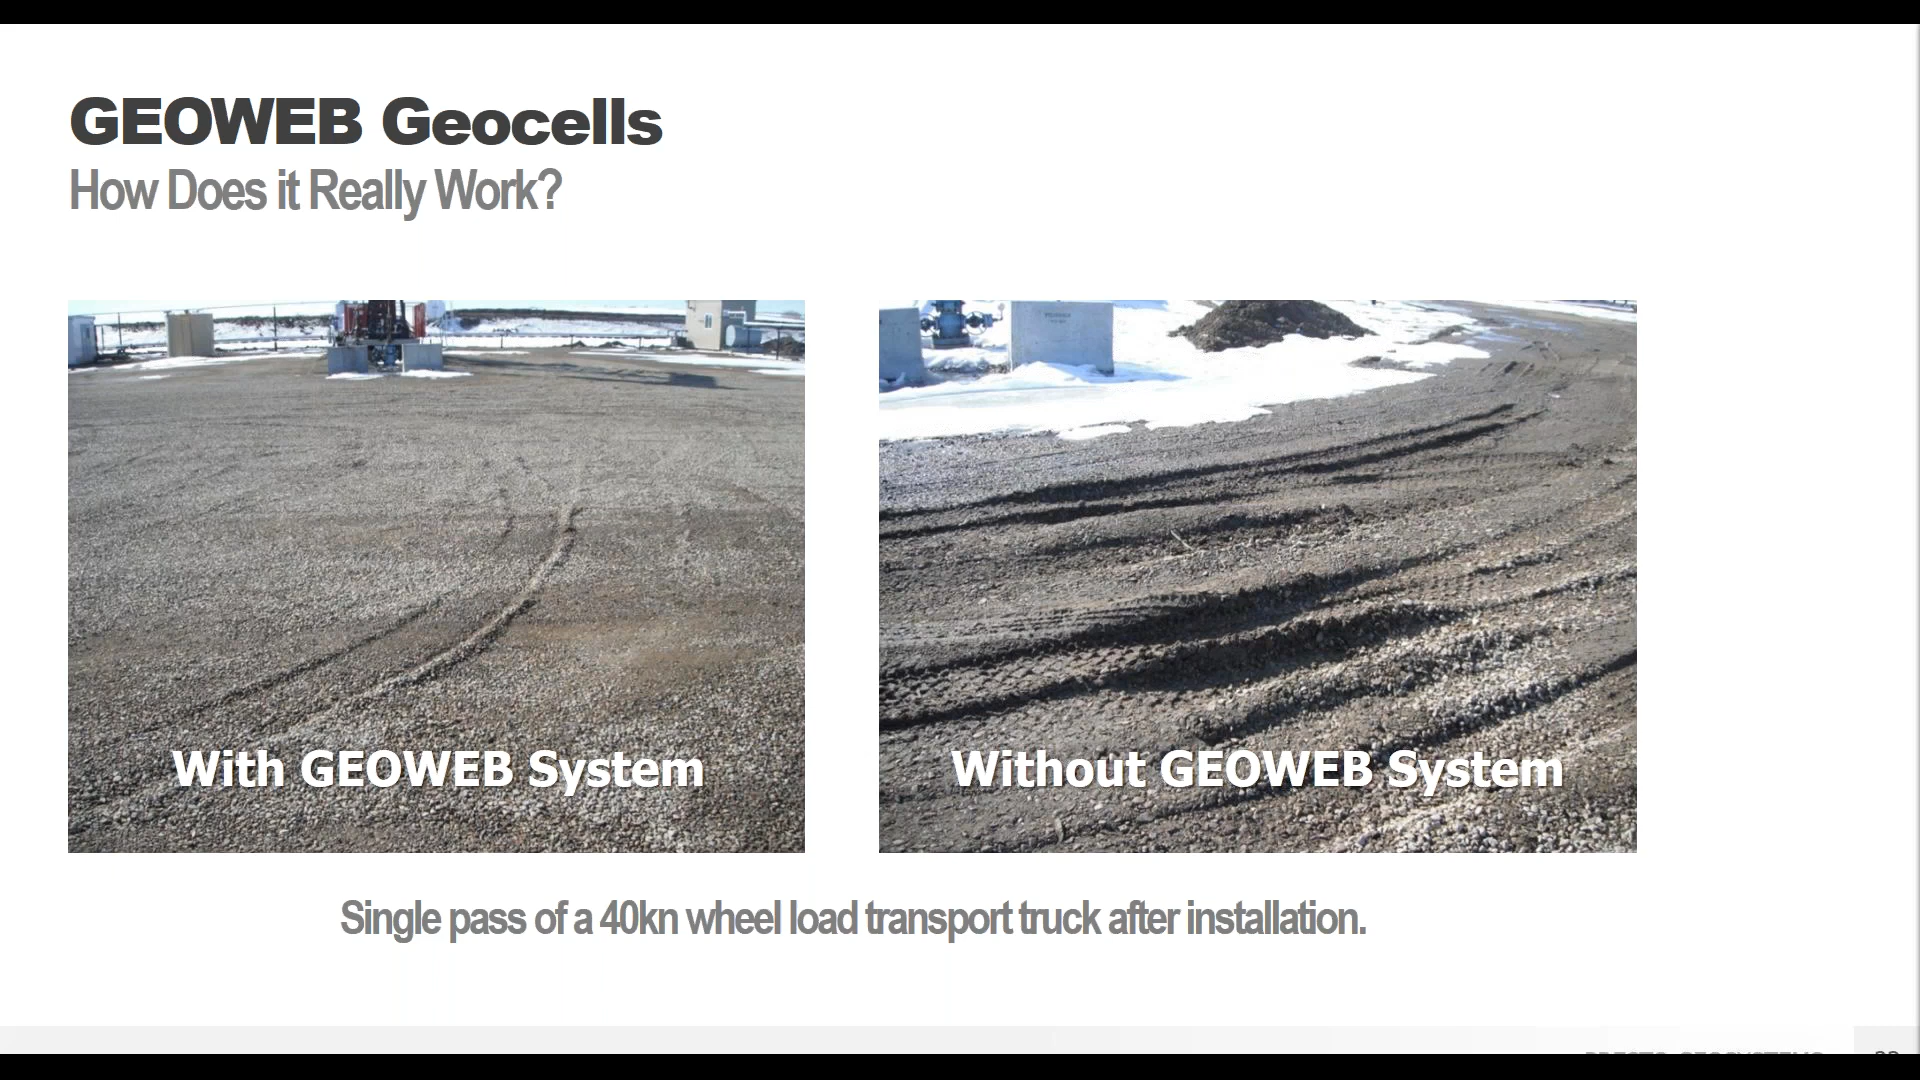 GEOWEB Geocells
How Does it Really Work?
With GEOWEB System
Without GEOWEB System
Single pass of a 40kn wheel load transport truck after installation.